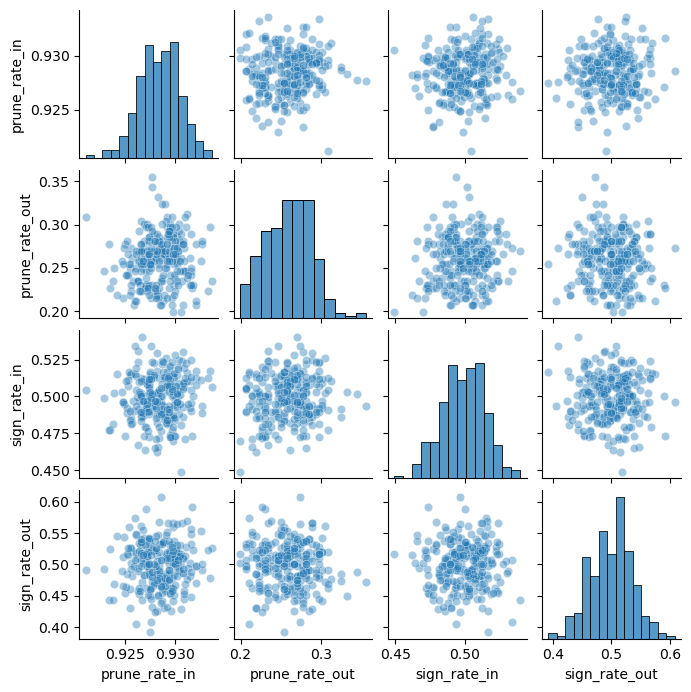 prune_rate_in
0.930
0.925
prune_rate_out
0.35
0.30
0.25
0.20
sign_rate_in
0.525
0.500
0.475
0.450
sign_rate_out
0.60
0.55
0.50
0.45
0.40
0.925 0.930 0.2 0.3 0.45 0.50 0.4 0.5 0.6
prune_rate_in prune_rate_out sign_rate_in sign_rate_out